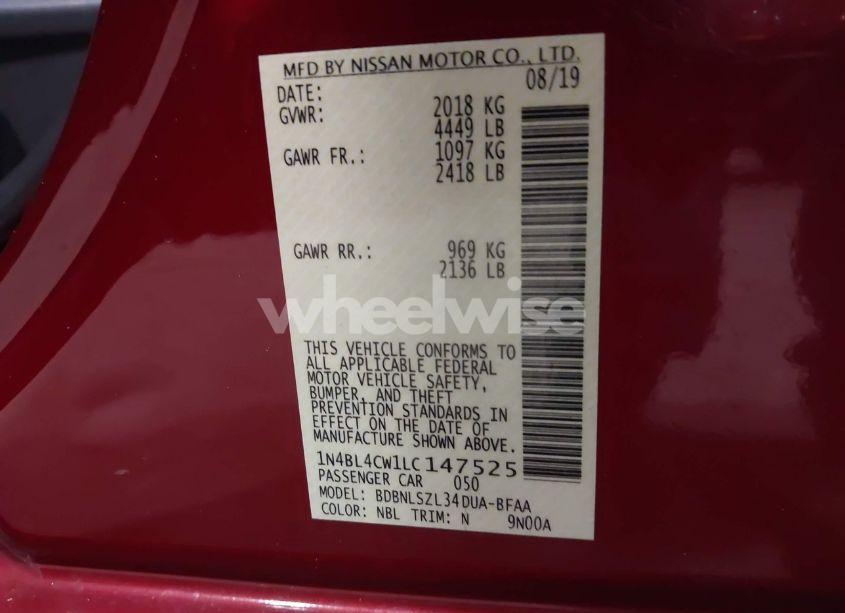 MFD BY NISSAN MOTOR CO., LTD.
DATE: 08/19
GVWR: 2018 KG
4449 LB
GAWR FR.: 1097 KG
2418 LB
GAWR RR.: 969 KG
2136 LB
wheelwise
THIS VEHICLE CONFORMS TO
ALL APPLICABLE FEDERAL
MOTOR VEHICLE SAFETY,
BUMPER, AND THEFT
PREVENTION STANDARDS IN
EFFECT ON THE DATE OF
MANUFACTURE SHOWN ABOVE.
1N4BL4CW1LC147525
PASSENGER CAR 050
MODEL: BDBNLSZL34DUA-BFAA
COLOR: NBL TRIM: N 9N00A